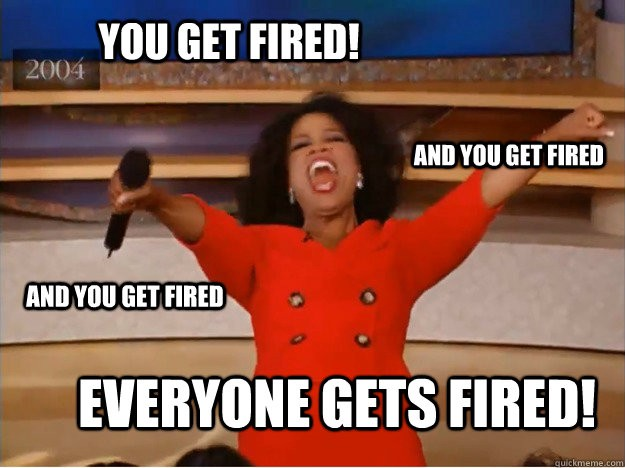 YOU GET FIRED!
2004
AND YOU GET FIRED
AND YOU GET FIRED
EVERYONE GETS FIRED!
quickmeme.com